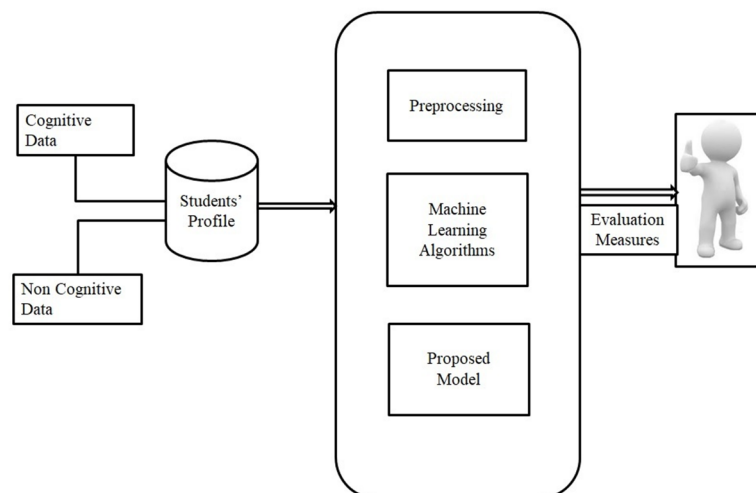 Cognitive
Data
Students’
Profile
Non Cognitive
Data
Preprocessing
Machine
Learning
Algorithms
Proposed
Model
Evaluation
Measures